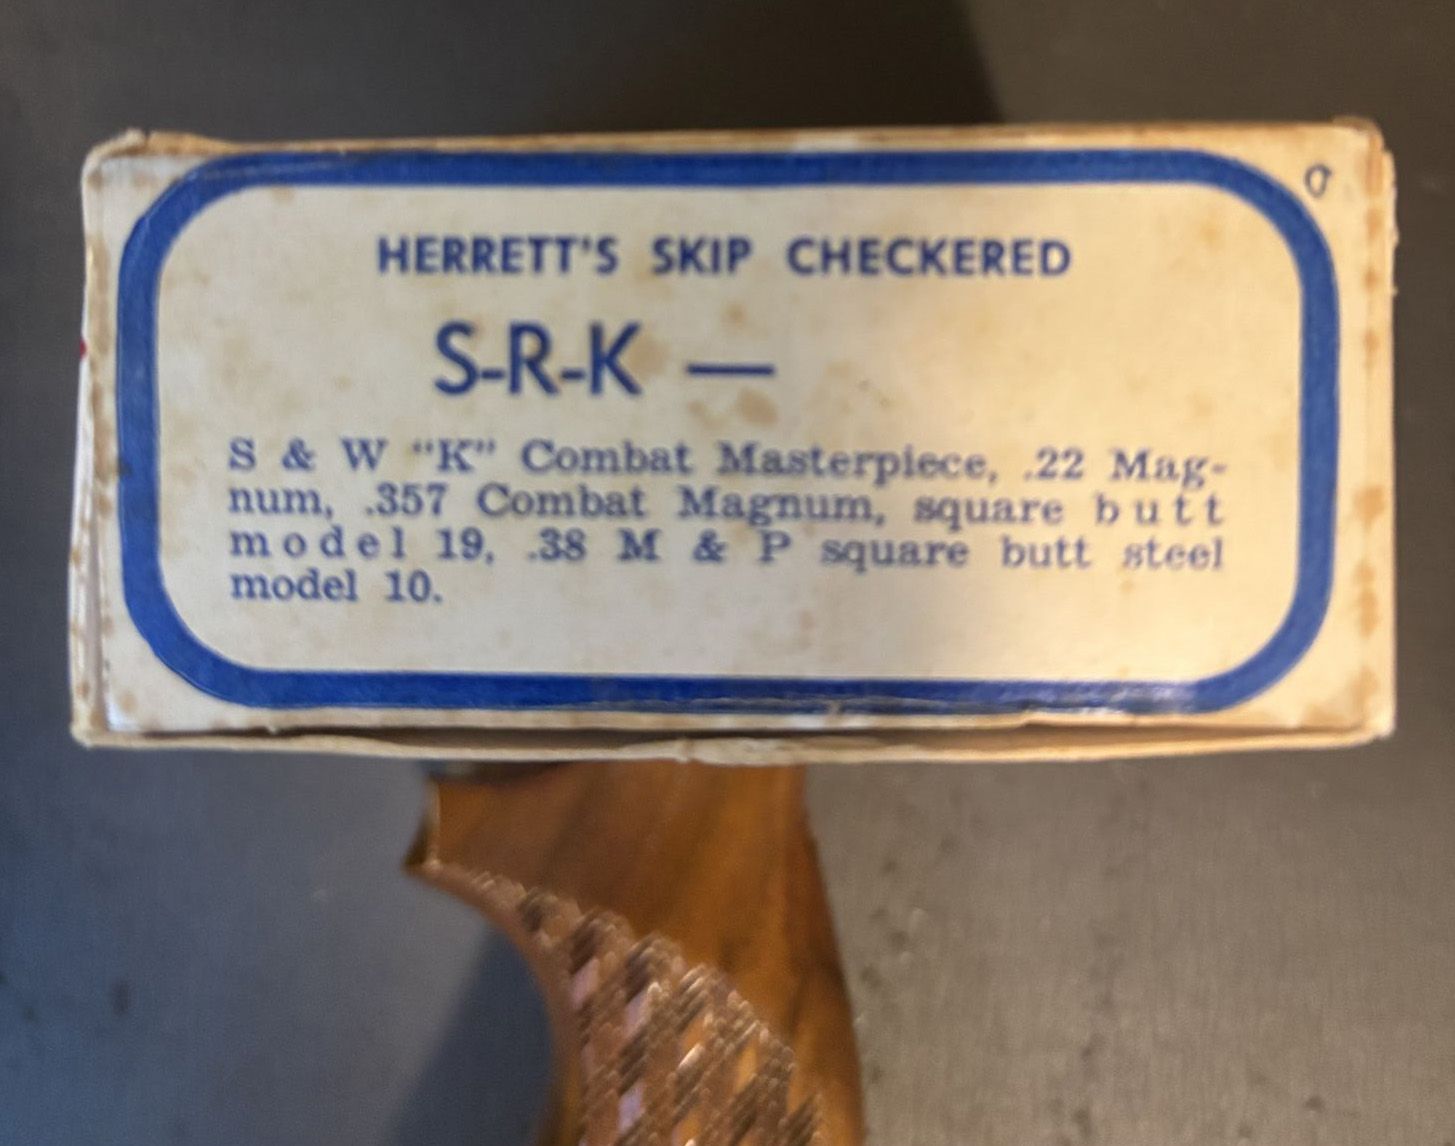 HERRETT'S SKIP CHECKERED
S-R-K —
S & W “K” Combat Masterpiece, .22 Mag-
num, .357 Combat Magnum, square butt
model 19, .38 M & P square butt steel
model 10.